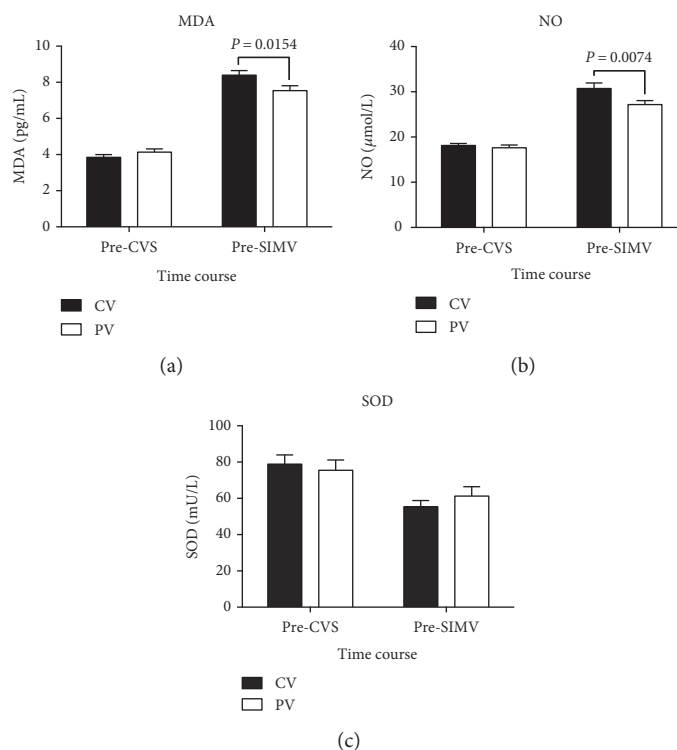 MDA
P = 0.0154
10
8
6
4
2
0
MDA (pg/mL)
Pre-CVS
Pre-SIMV
Time course
CV
PV
(a)
NO
P = 0.0074
40
30
20
10
0
NO (μmol/L)
Pre-CVS
Pre-SIMV
Time course
CV
PV
(b)
SOD
100
80
60
40
20
0
SOD (mU/L)
Pre-CVS
Pre-SIMV
Time course
CV
PV
(c)